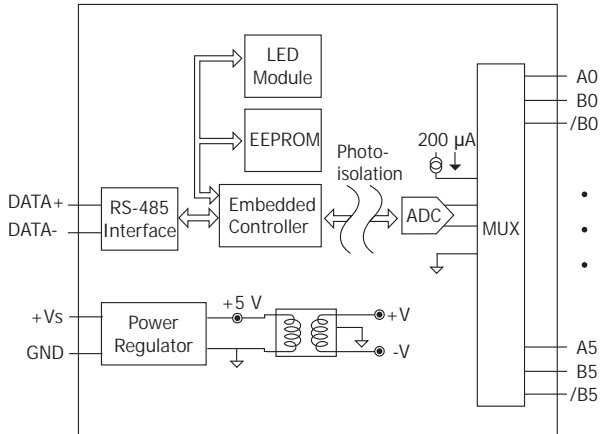 LED
Module
EEPROM
Photo-
isolation
200 µA
A0
B0
/B0
DATA+
DATA-
RS-485
Interface
Embedded
Controller
ADC
MUX
+Vs
GND
Power
Regulator
+5 V
+V
-V
A5
B5
/B5